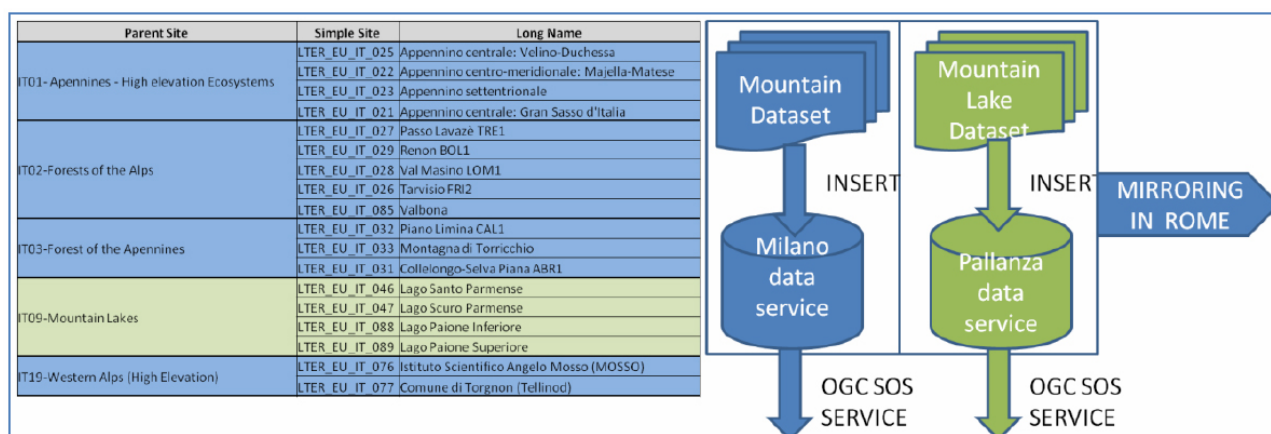 Parent Site Simple Site Long Name
IT01- Apennines - High elevation Ecosystems
LTER_EU_IT_025 Appennino centrale: Velino-Duchessa
LTER_EU_IT_022 Appennino centro-meridionale: Majella-Matese
LTER_EU_IT_023 Appennino settentrionale
LTER_EU_IT_021 Appennino centrale: Gran Sasso d'Italia
IT02-Forests of the Alps
LTER_EU_IT_027 Passo Lavazè TRE1
LTER_EU_IT_029 Renon BOL1
LTER_EU_IT_028 Val Masino LOM1
LTER_EU_IT_026 Tarvisio FRI2
LTER_EU_IT_085 Valbona
IT03-Forest of the Apennines
LTER_EU_IT_032 Piano Limina CAL1
LTER_EU_IT_033 Montagna di Torricchio
LTER_EU_IT_031 Collelongo-Selva Piana ABR1
IT09-Mountain Lakes
LTER_EU_IT_046 Lago Santo Parmense
LTER_EU_IT_047 Lago Scuro Parmense
LTER_EU_IT_088 Lago Paione Inferiore
LTER_EU_IT_089 Lago Paione Superiore
IT19-Western Alps (High Elevation)
LTER_EU_IT_076 Istituto Scientifico Angelo Mosso (MOSSO)
LTER_EU_IT_077 Comune di Torgnon (Tellinod)
Mountain
Dataset
INSERT
Milano
data
service
OGC SOS
SERVICE
Mountain
Lake
Dataset
INSERT
Pallanza
data
service
OGC SOS
SERVICE
MIRRORING
IN ROME